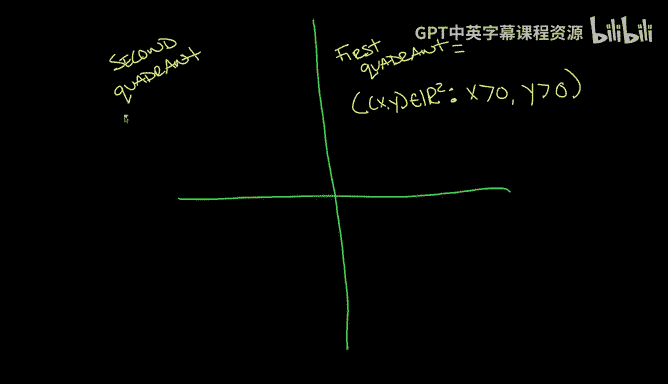 GPT中英字幕课程资源 bilibili
SECOND
QUADRANT
FIRST
QUADRANT =
((x,y)∈ℝ²: x>0, y>0)